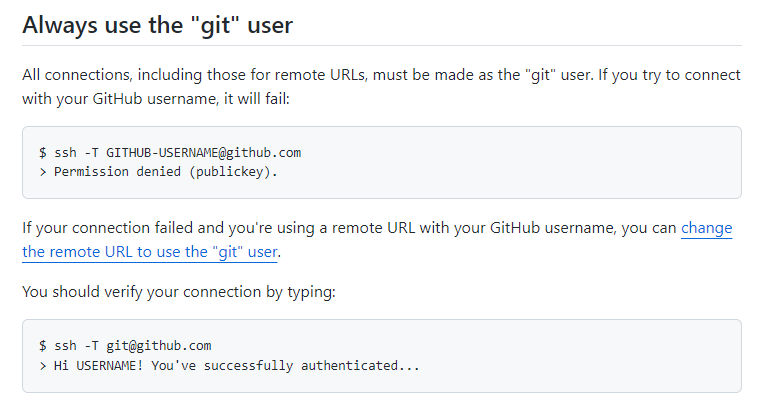 Always use the "git" user
All connections, including those for remote URLs, must be made as the "git" user. If you try to connect
with your GitHub username, it will fail:
$ ssh -T GITHUB-USERNAME@github.com
> Permission denied (publickey).
If your connection failed and you're using a remote URL with your GitHub username, you can change
the remote URL to use the "git" user.
You should verify your connection by typing:
$ ssh -T git@github.com
> Hi USERNAME! You've successfully authenticated...